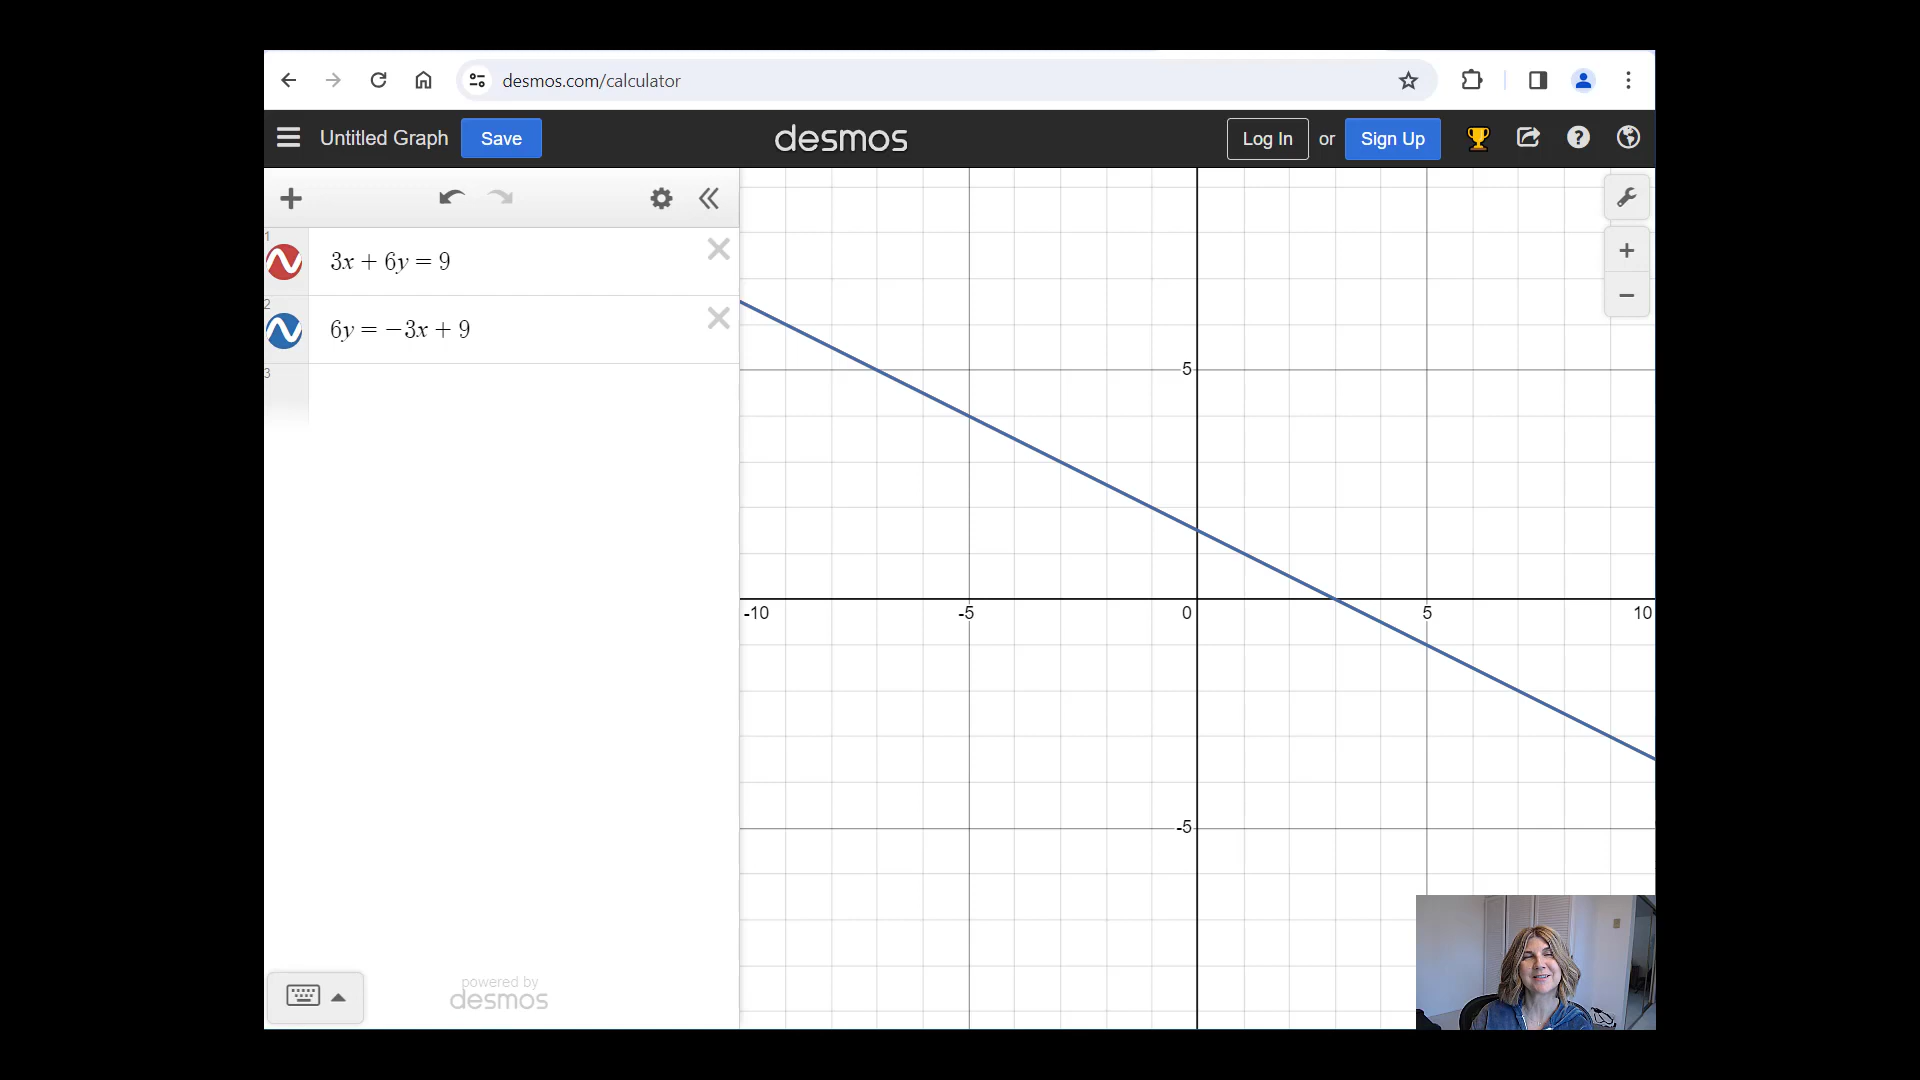 desmos.com/calculator
Untitled Graph Save desmos Log In or Sign Up
1
3x + 6y = 9
2
6y = −3x + 9
3
5
-10 -5 0 5 10
-5
powered by
desmos